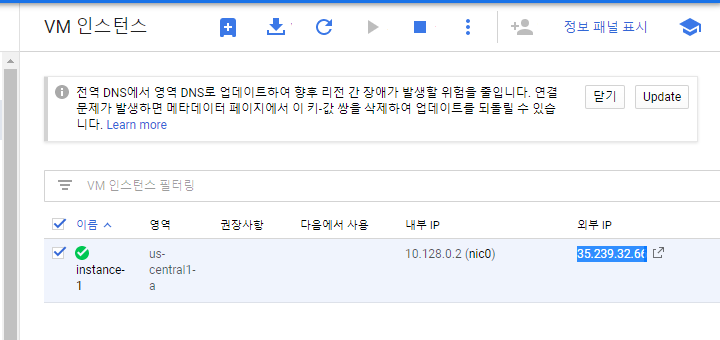 VM 인스턴스
정보 패널 표시
전역 DNS에서 영역 DNS로 업데이트하여 향후 리전 간 장애가 발생할 위험을 줄입니다. 연결
문제가 발생하면 메타데이터 페이지에서 이 키-값 쌍을 삭제하여 업데이트를 되돌릴 수 있습
니다. Learn more
닫기
Update
VM 인스턴스 필터링
이름 영역 권장사항 다음에서 사용 내부 IP 외부 IP
instance-
1
us-
central1-
a
10.128.0.2 (nic0)
35.239.32.66